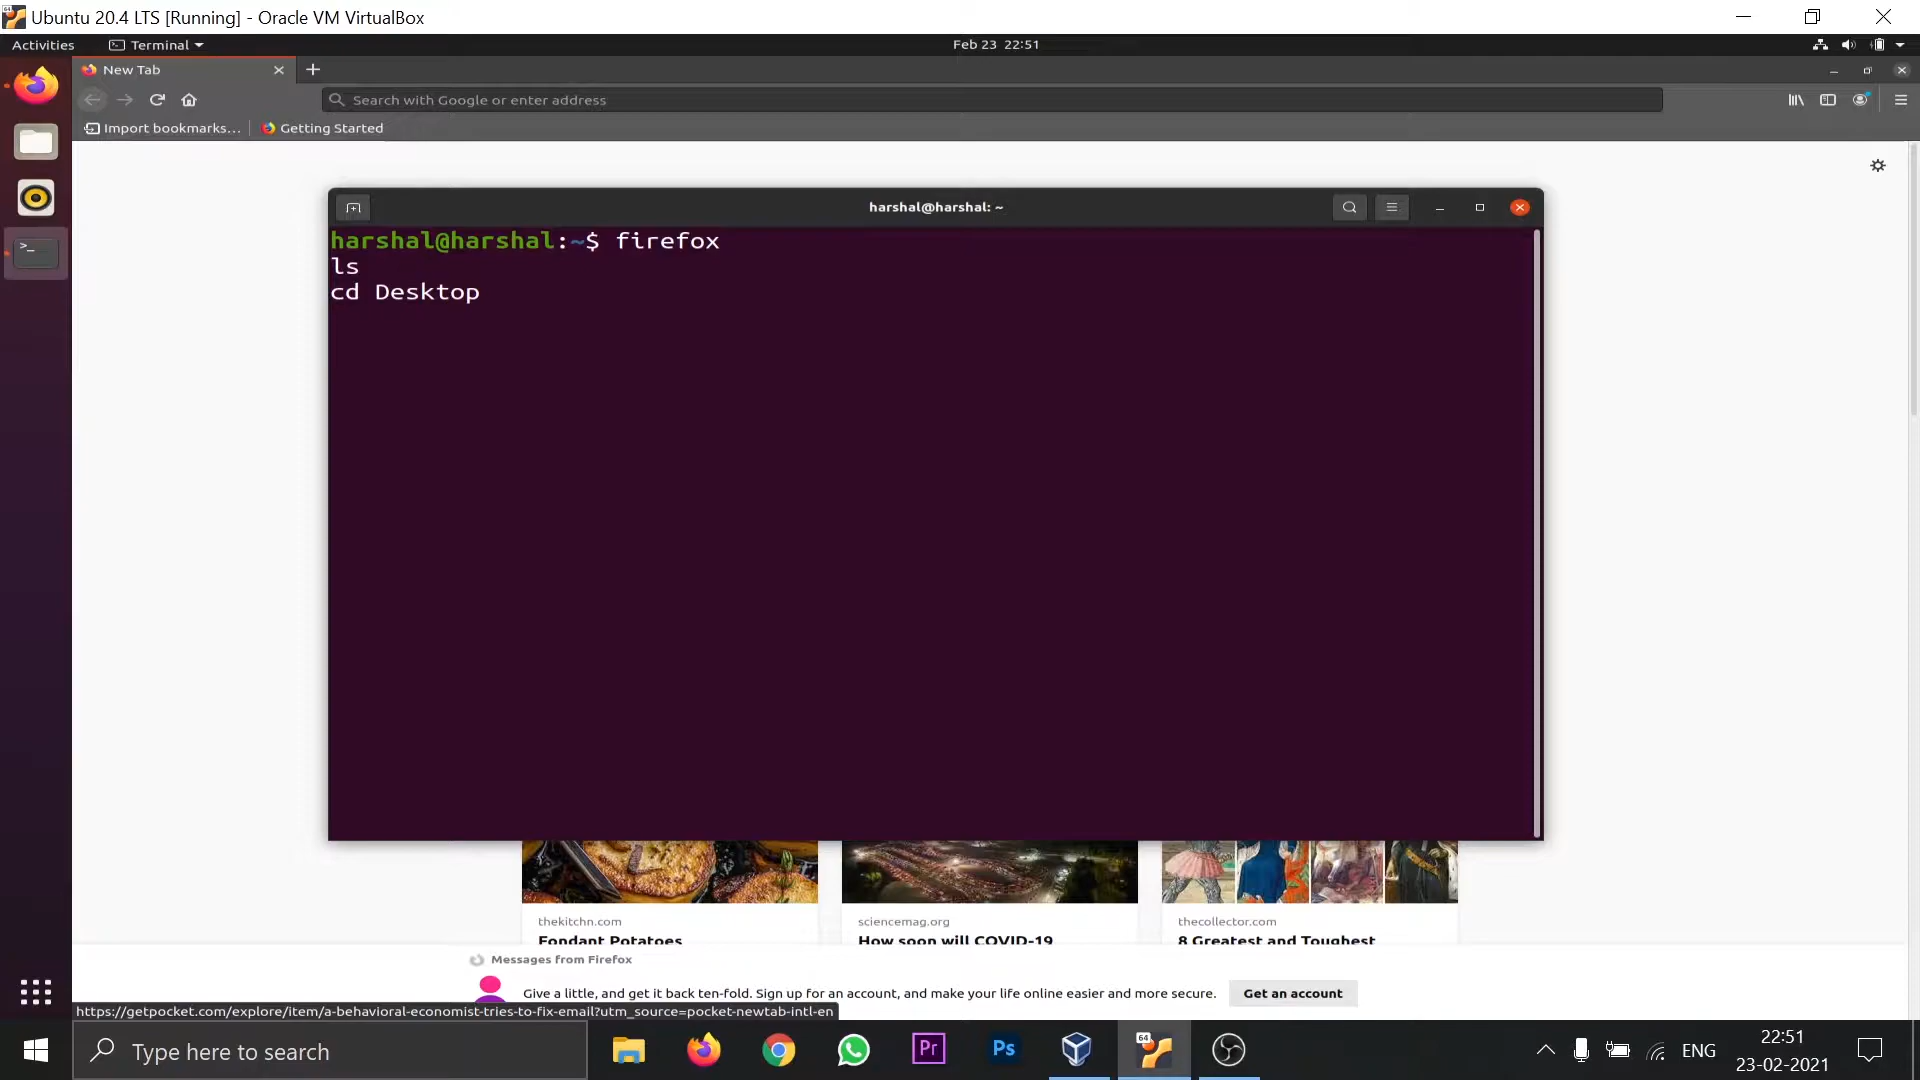 Ubuntu 20.4 LTS [Running] - Oracle VM VirtualBox
Activities Terminal Feb 23 22:51
New Tab
Search with Google or enter address
Import bookmarks... Getting Started
harshal@harshal: ~
harshal@harshal:~$ firefox
ls
cd Desktop
>_
thekitchn.com sciencemag.org thecollector.com
Fondant Potatoes How soon will COVID-19 8 Greatest and Toughest
Messages from Firefox
Give a little, and get it back ten-fold. Sign up for an account, and make your life online easier and more secure. Get an account
https://getpocket.com/explore/item/a-behavioral-economist-tries-to-fix-email?utm_source=pocket-newtab-intl-en
Type here to search Pr Ps 64 ENG 22:51
23-02-2021